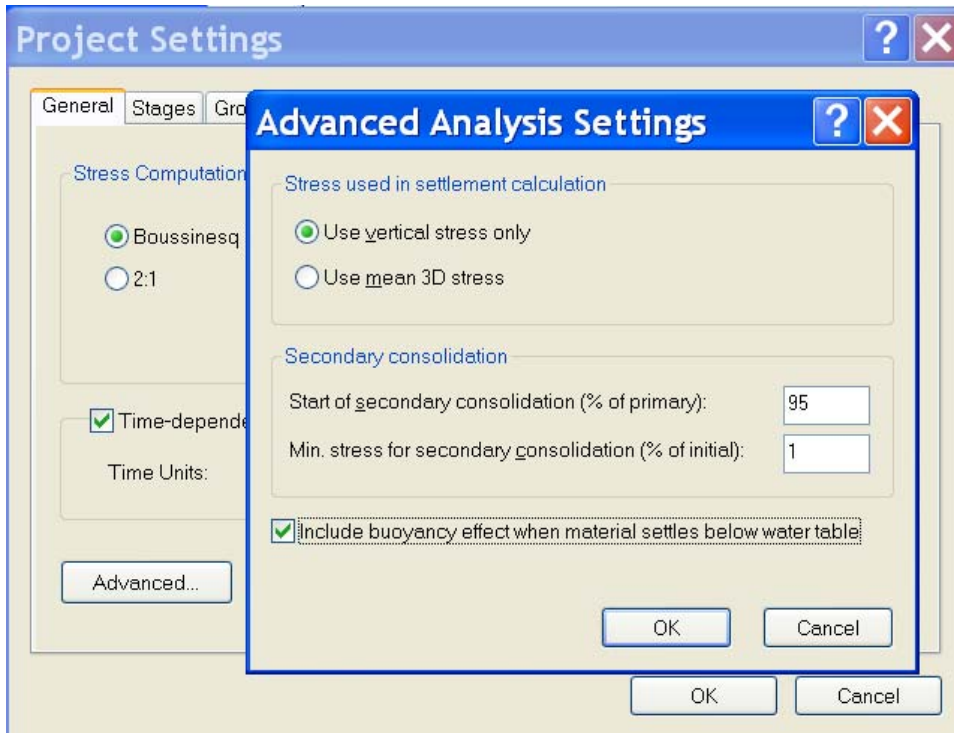 Project Settings
General Stages Gro
Advanced Analysis Settings
Stress Computation
Stress used in settlement calculation
Boussinesq
Use vertical stress only
2:1
Use mean 3D stress
Secondary consolidation
Start of secondary consolidation (% of primary): 95
Time-depende
Min. stress for secondary consolidation (% of initial): 1
Time Units:
Include buoyancy effect when material settles below water table
Advanced...
OK Cancel
OK Cancel